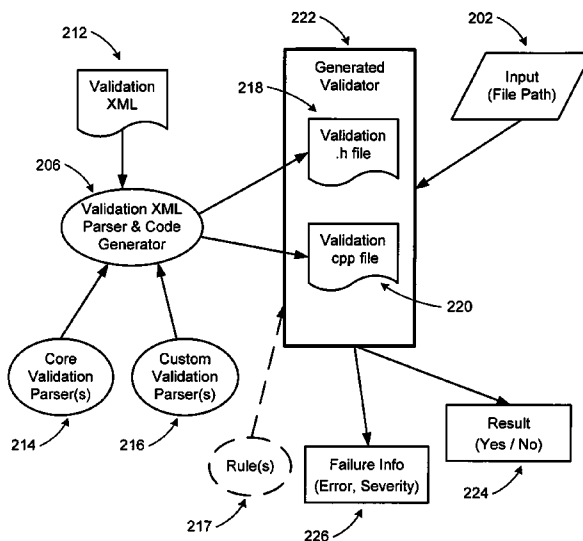 212
222
202
Validation
XML
Generated
Validator
Input
(File Path)
218
Validation
.h file
206
Validation XML
Parser & Code
Generator
Validation
cpp file
220
Core
Validation
Parser(s)
Custom
Validation
Parser(s)
214
216
Rule(s)
217
Failure Info
(Error, Severity)
226
Result
(Yes / No)
224